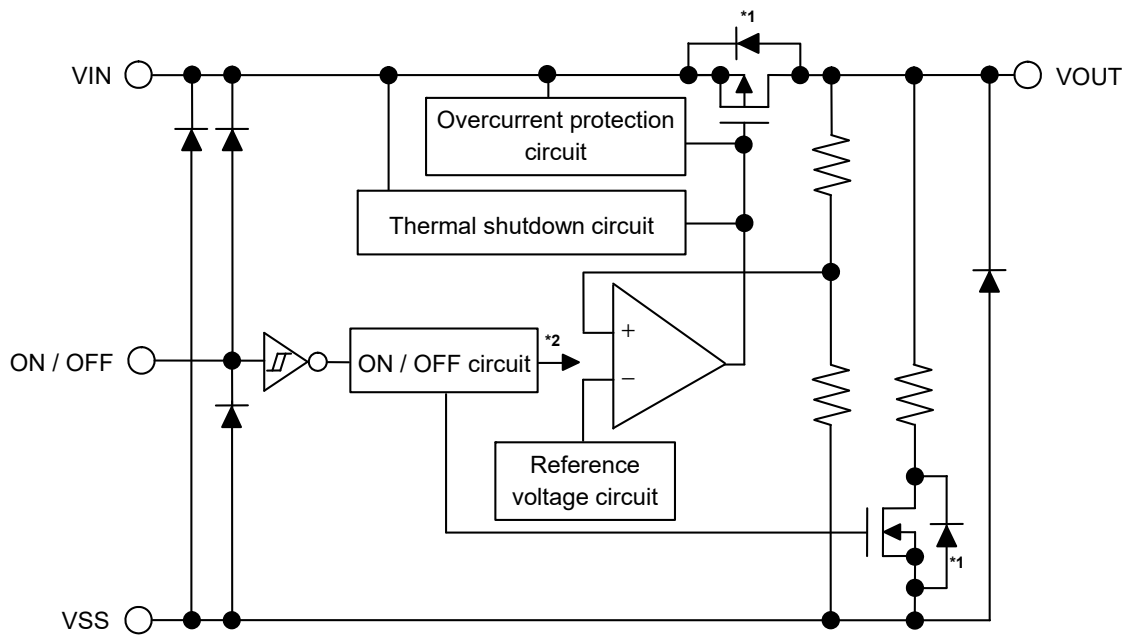 *1
VIN
VOUT
Overcurrent protection
circuit
Thermal shutdown circuit
ON / OFF
ON / OFF circuit
*2
+
−
Reference
voltage circuit
*1
VSS